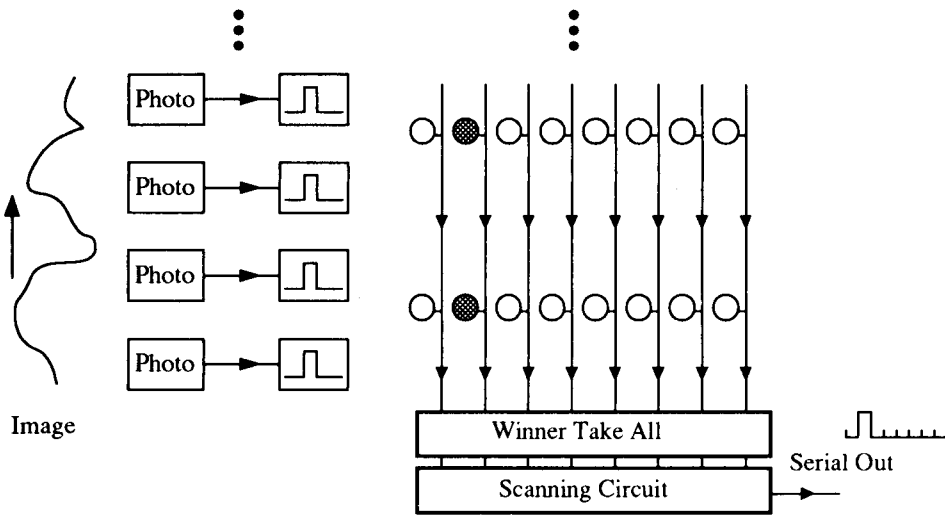 Photo
Photo
Photo
Photo
Image
Winner Take All
Serial Out
Scanning Circuit